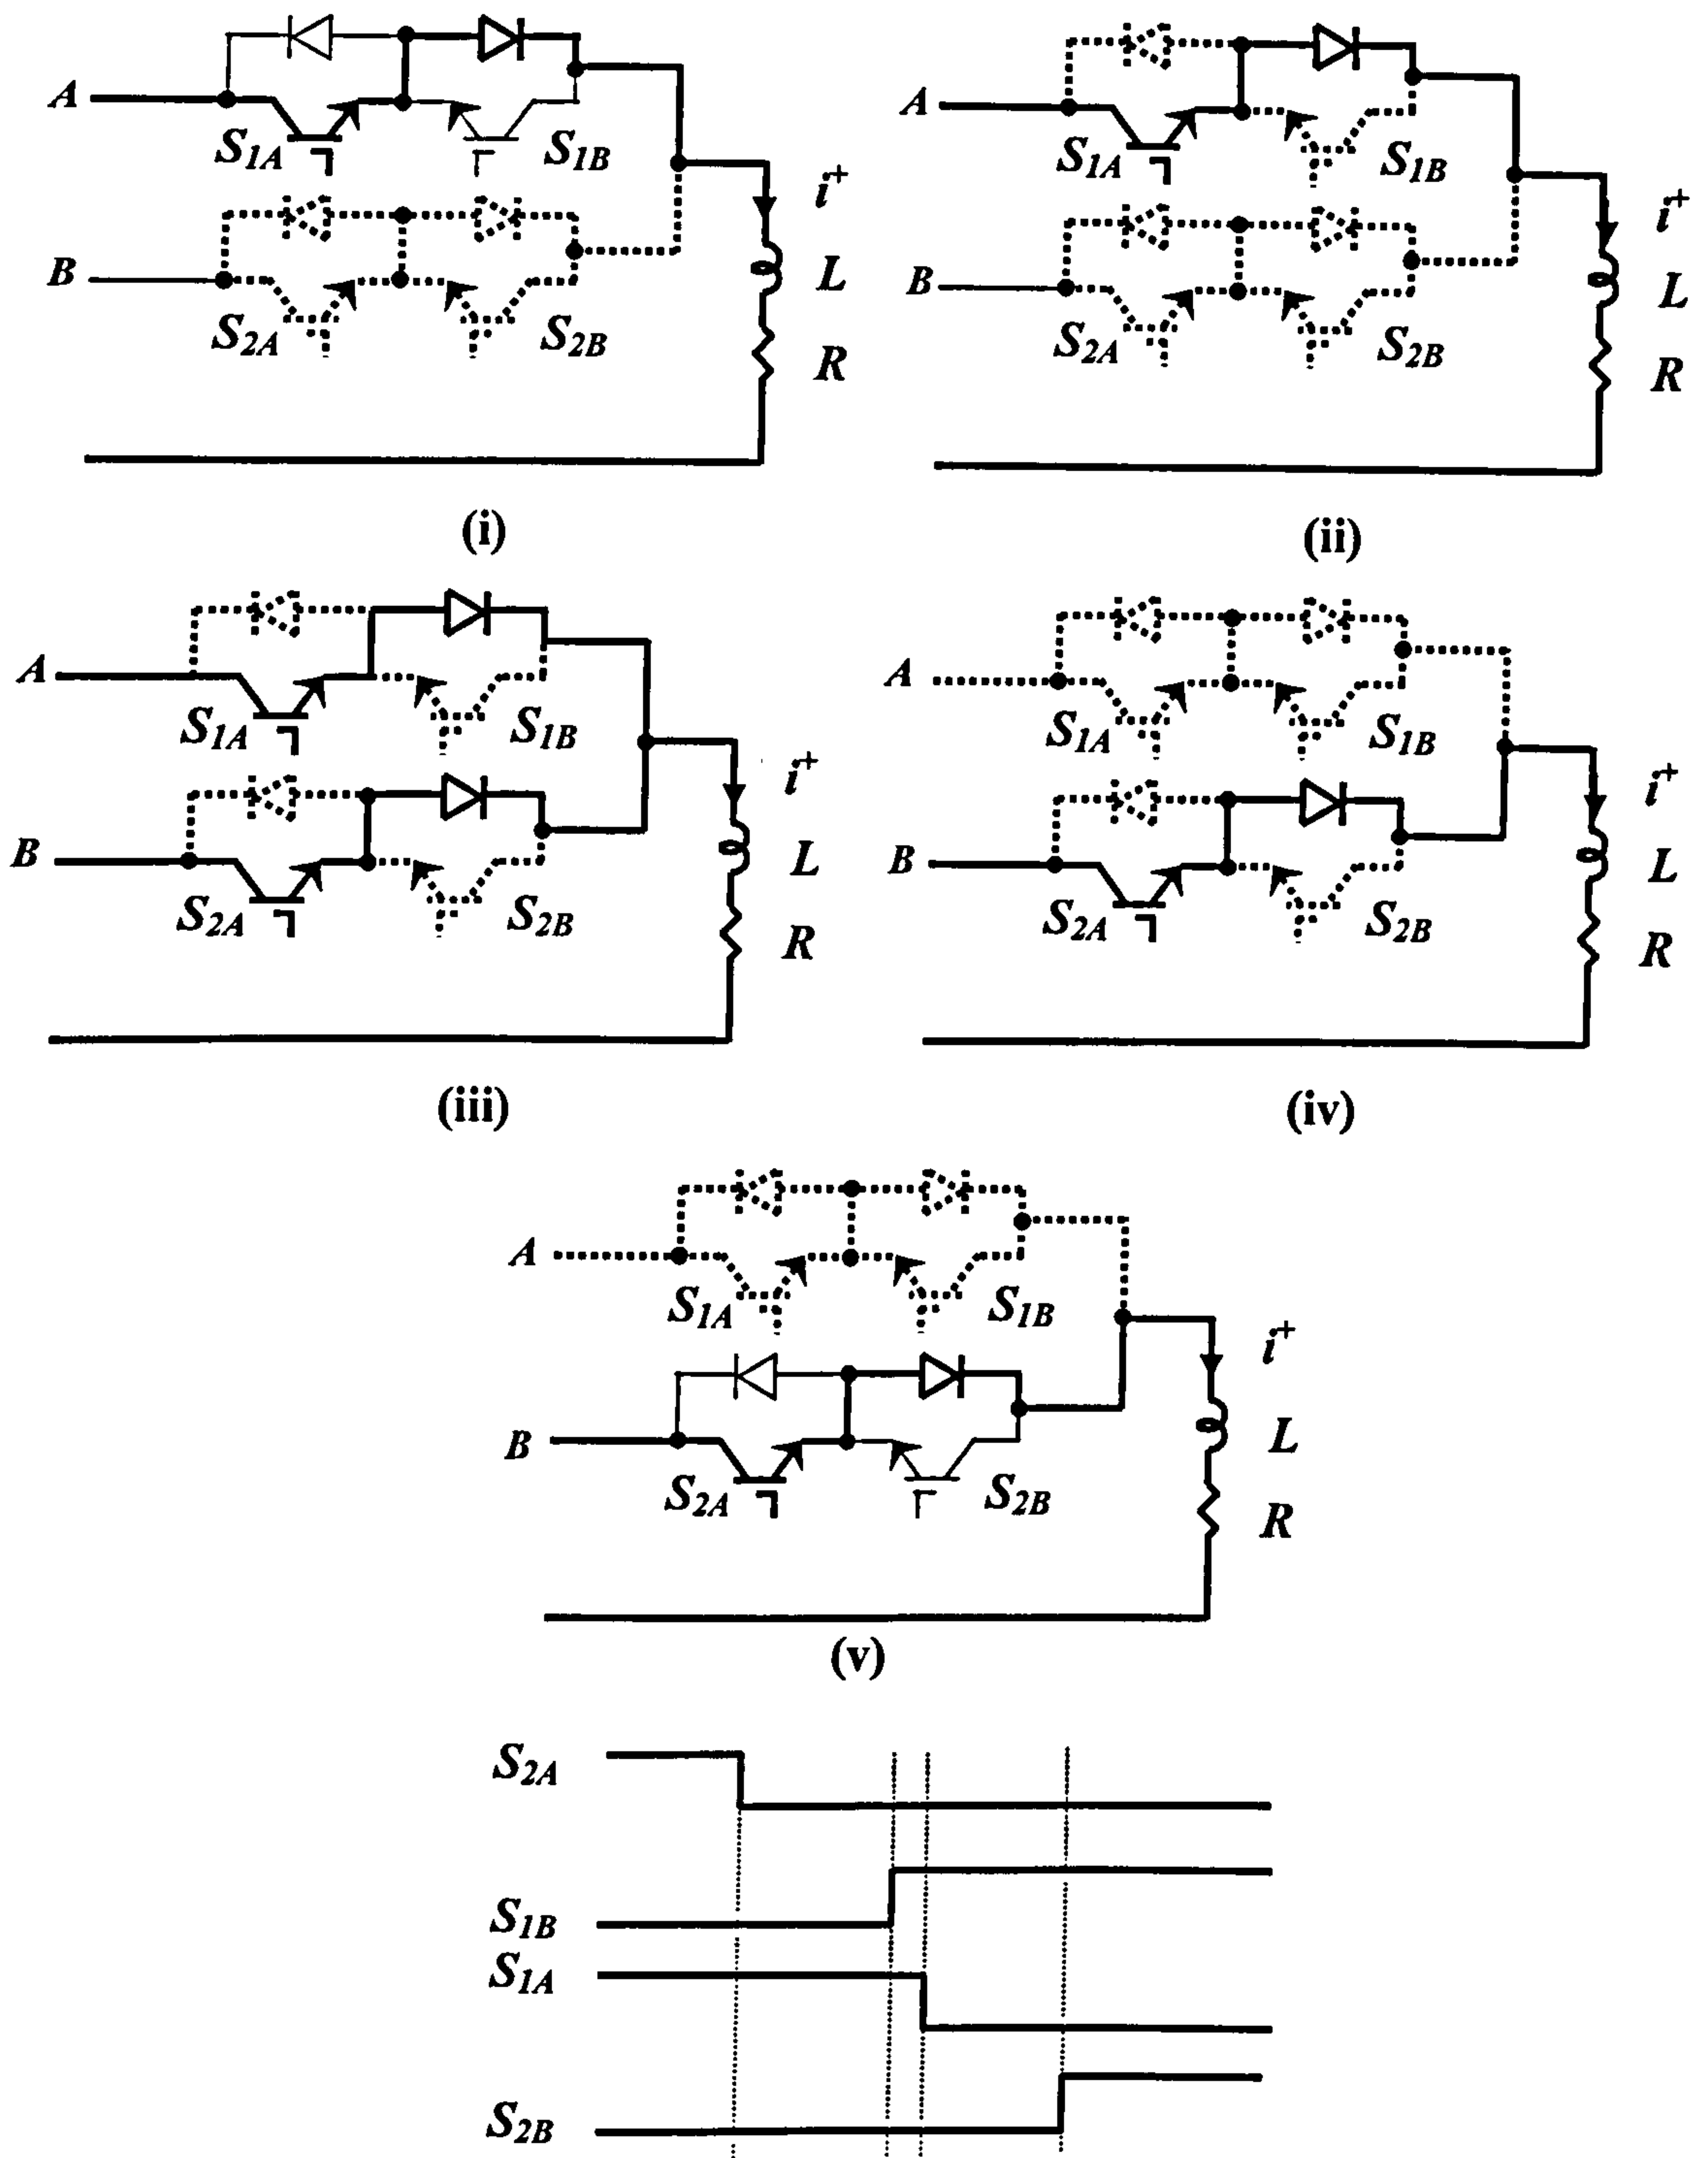 A
S1A
S1B
i+
B
S2A
S2B
L
R
(i)
A
S1A
S1B
i+
B
S2A
S2B
L
R
(ii)
A
S1A
S1B
i+
B
S2A
S2B
L
R
(iii)
A
S1A
S1B
i+
B
S2A
S2B
L
R
(iv)
A
S1A
S1B
i+
B
S2A
S2B
L
R
(v)
S2A
S1B
S1A
S2B